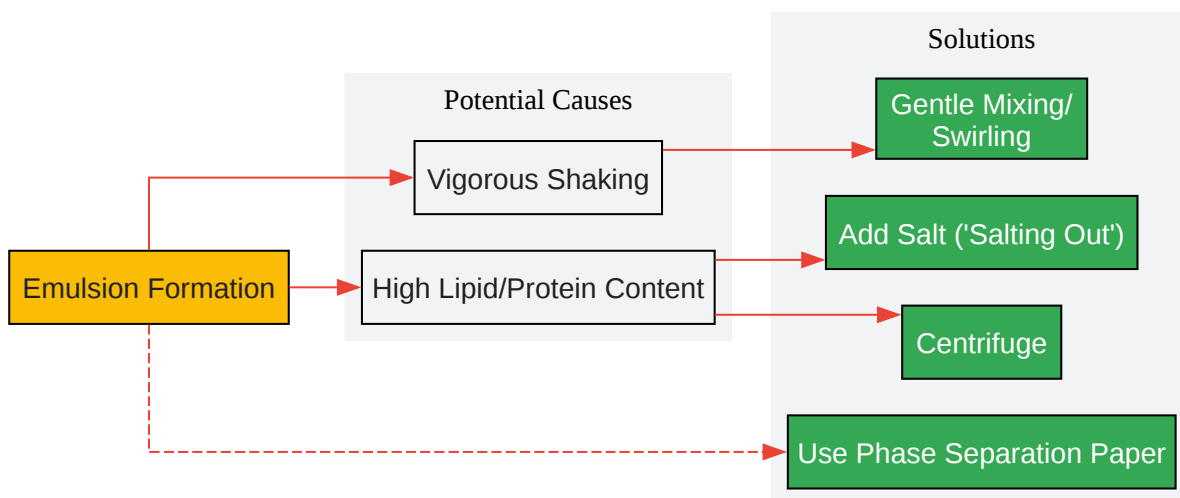 Solutions
Potential Causes
Gentle Mixing/
Swirling
Vigorous Shaking
Add Salt ('Salting Out')
Emulsion Formation
High Lipid/Protein Content
Centrifuge
Use Phase Separation Paper